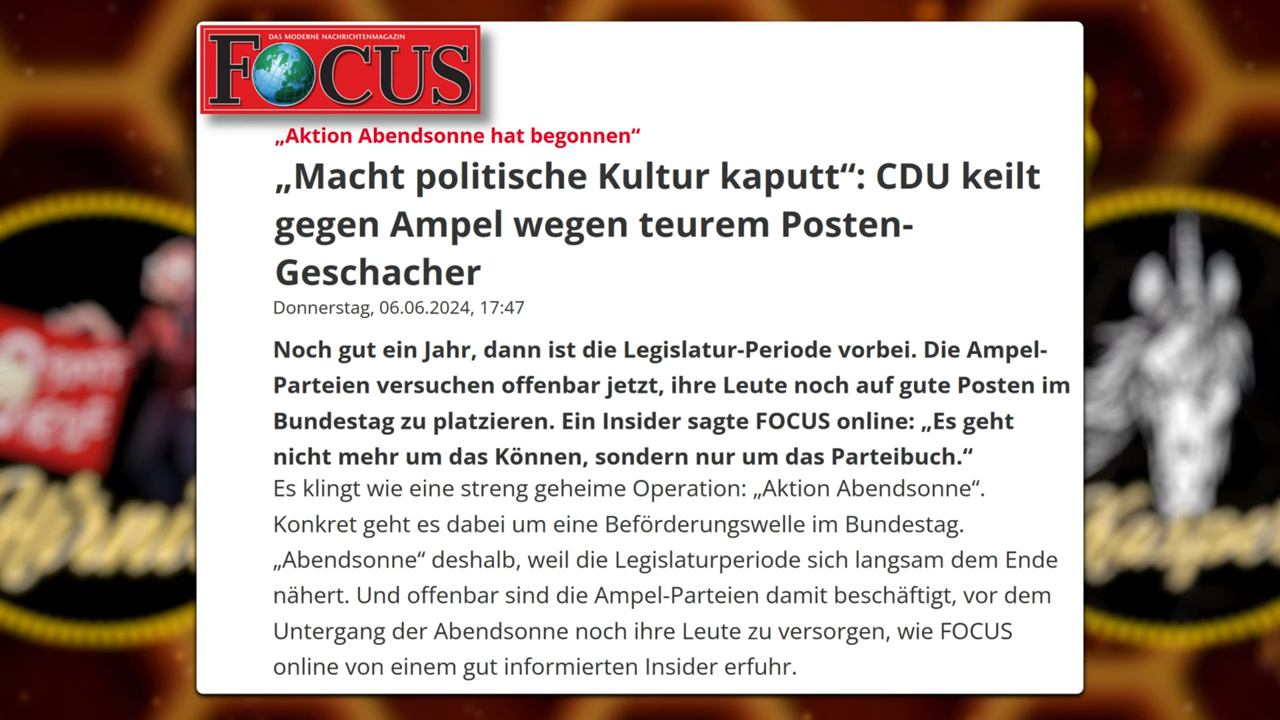 DAS MODERNE NACHRICHTENMAGAZIN
FOCUS
„Aktion Abendsonne hat begonnen“
„Macht politische Kultur kaputt“: CDU keilt
gegen Ampel wegen teurem Posten-
Geschacher
Donnerstag, 06.06.2024, 17:47
Noch gut ein Jahr, dann ist die Legislatur-Periode vorbei. Die Ampel-
Parteien versuchen offenbar jetzt, ihre Leute noch auf gute Posten im
Bundestag zu platzieren. Ein Insider sagte FOCUS online: „Es geht
nicht mehr um das Können, sondern nur um das Parteibuch.“
Es klingt wie eine streng geheime Operation: „Aktion Abendsonne“.
Konkret geht es dabei um eine Beförderungswelle im Bundestag.
„Abendsonne“ deshalb, weil die Legislaturperiode sich langsam dem Ende
nähert. Und offenbar sind die Ampel-Parteien damit beschäftigt, vor dem
Untergang der Abendsonne noch ihre Leute zu versorgen, wie FOCUS
online von einem gut informierten Insider erfuhr.